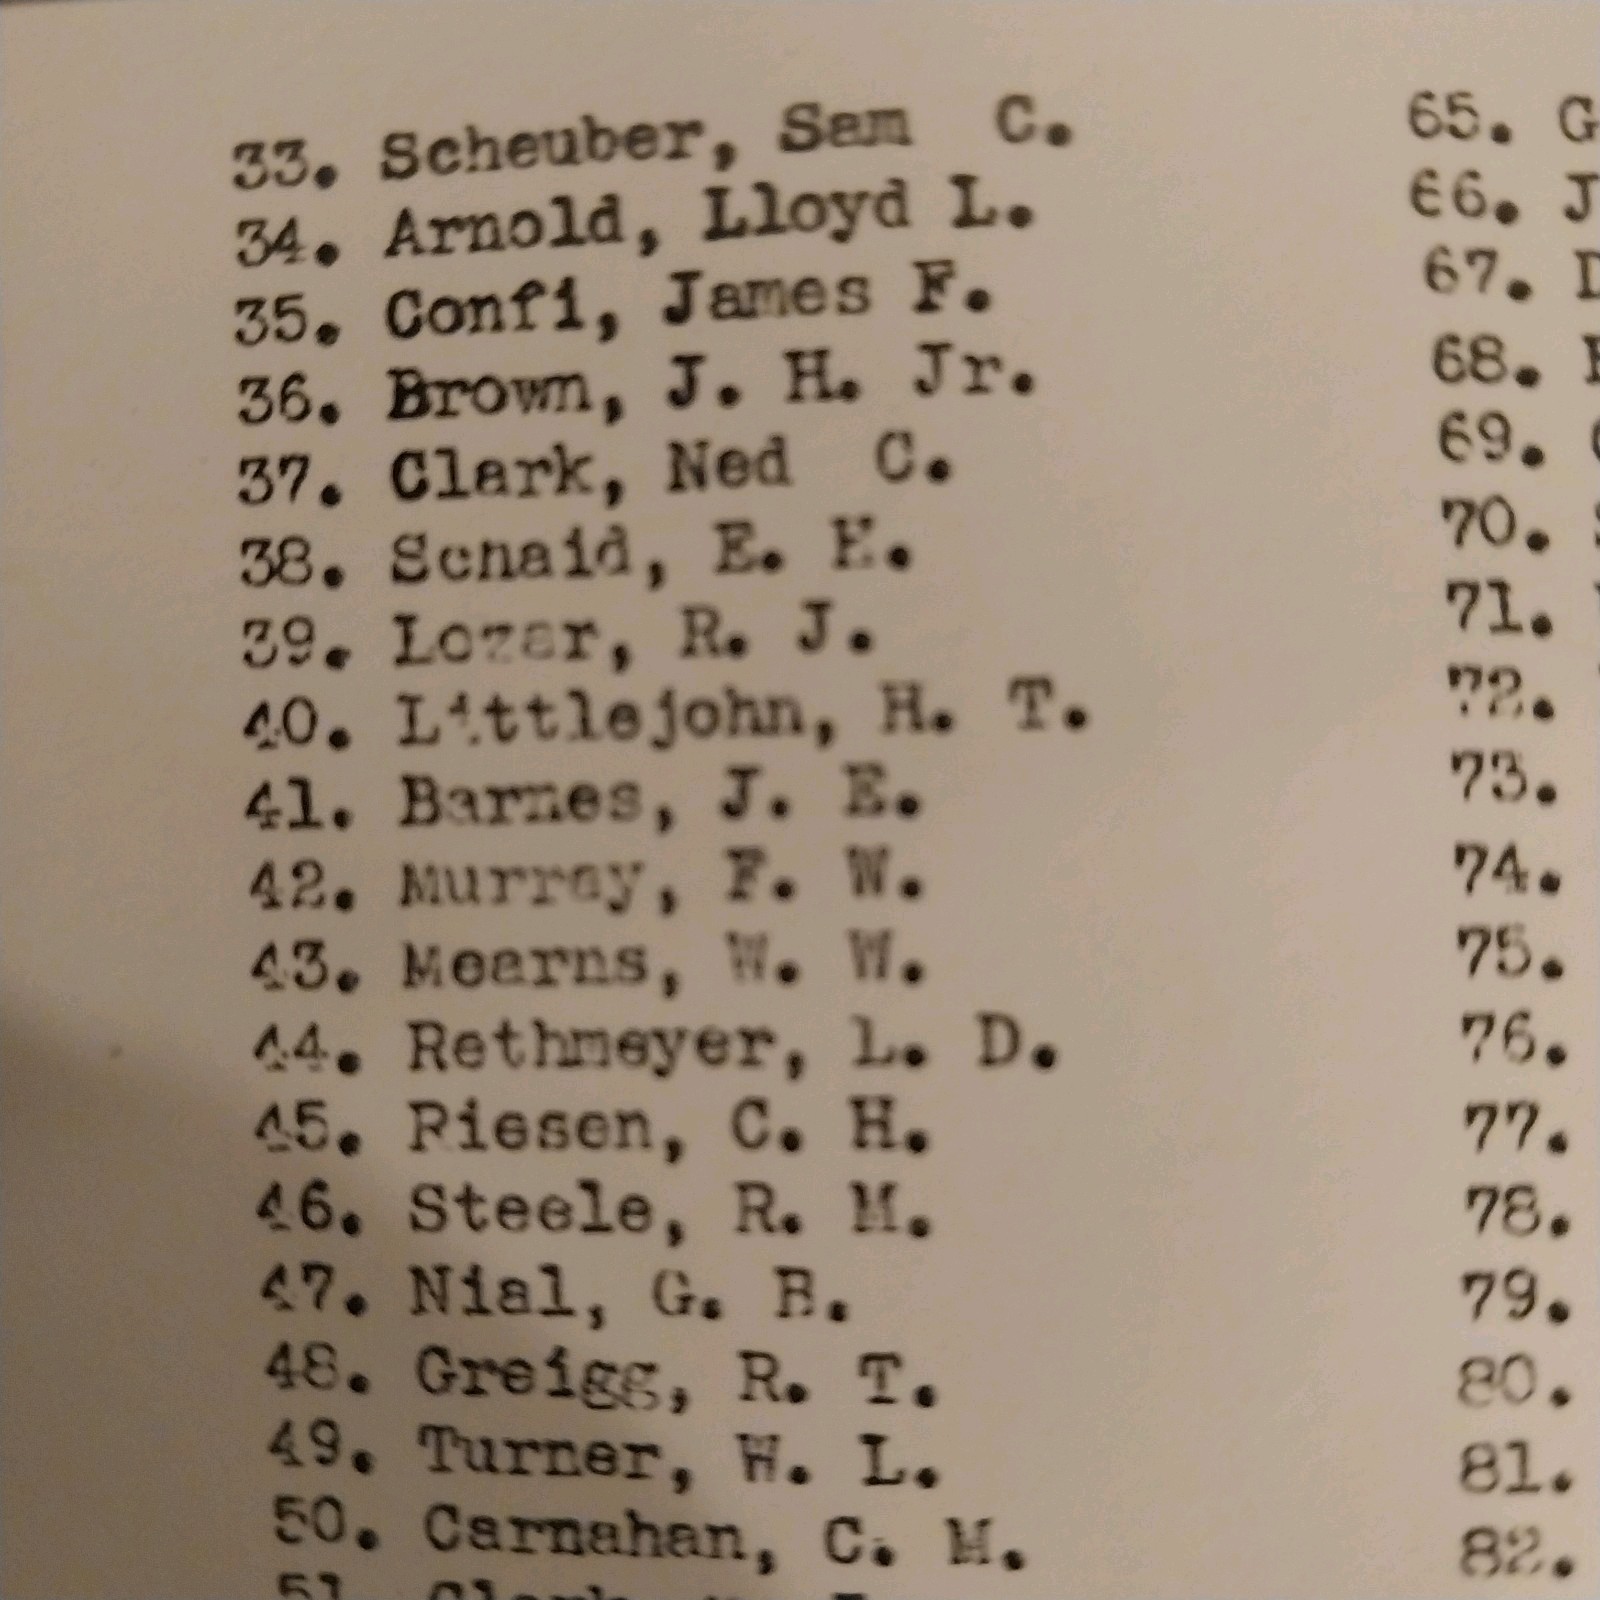 33. Scheuber, Sam C.
34. Arnold, Lloyd L.
35. Confi, James F.
36. Brown, J. H. Jr.
37. Clark, Ned C.
38. Schaid, E. H.
39. Lozar, R. J.
40. Littlejohn, H. T.
41. Barnes, J. E.
42. Murray, F. W.
43. Mearns, W. W.
44. Rethmeyer, L. D.
45. Riesen, C. H.
46. Steele, R. M.
47. Nial, G. B.
48. Greigg, R. T.
49. Turner, W. L.
50. Carnahan, C. M.
51
65. G
66. J
67. D
68.
69.
70.
71.
72.
73.
74.
75.
76.
77.
78.
79.
80.
81.
82.